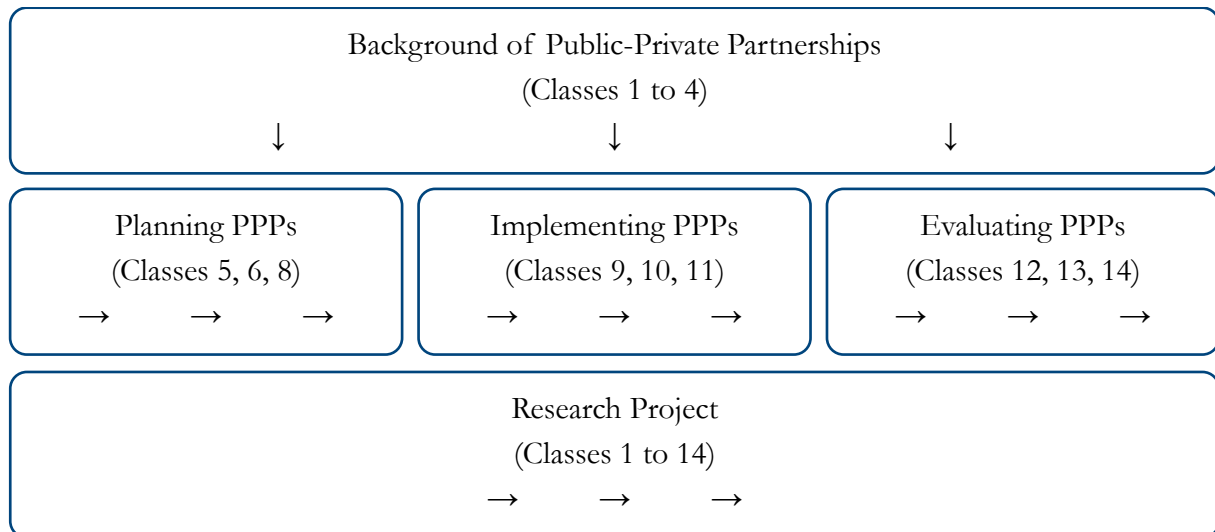 Background of Public-Private Partnerships
(Classes 1 to 4)
↓ ↓ ↓
Planning PPPs
(Classes 5, 6, 8)
→ → →
Implementing PPPs
(Classes 9, 10, 11)
→ → →
Evaluating PPPs
(Classes 12, 13, 14)
→ → →
Research Project
(Classes 1 to 14)
→ → →